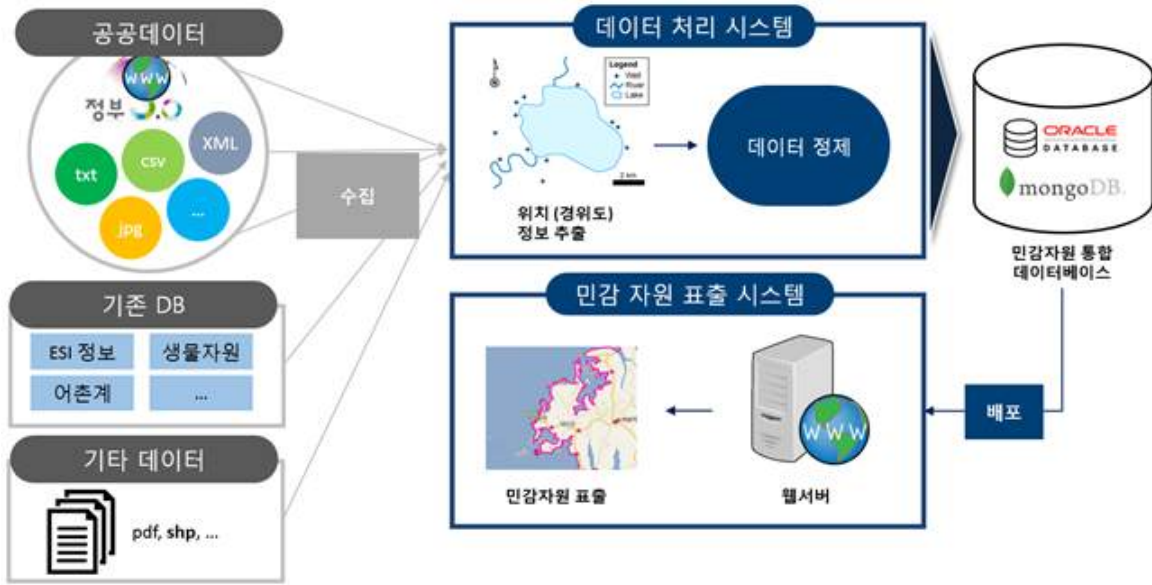 공공데이터
WWW
정부 3.0
XML
csv
txt
...
jpg
수집
기존 DB
ESI 정보
생물자원
어촌계
...
기타 데이터
pdf, shp, ...
데이터 처리 시스템
Legend
Well
River
Lake
2 km
위치 (경위도)
정보 추출
데이터 정제
ORACLE
DATABASE
mongoDB.
민감자원 통합
데이터베이스
민감 자원 표출 시스템
WWW
민감자원 표출
웹서버
배포